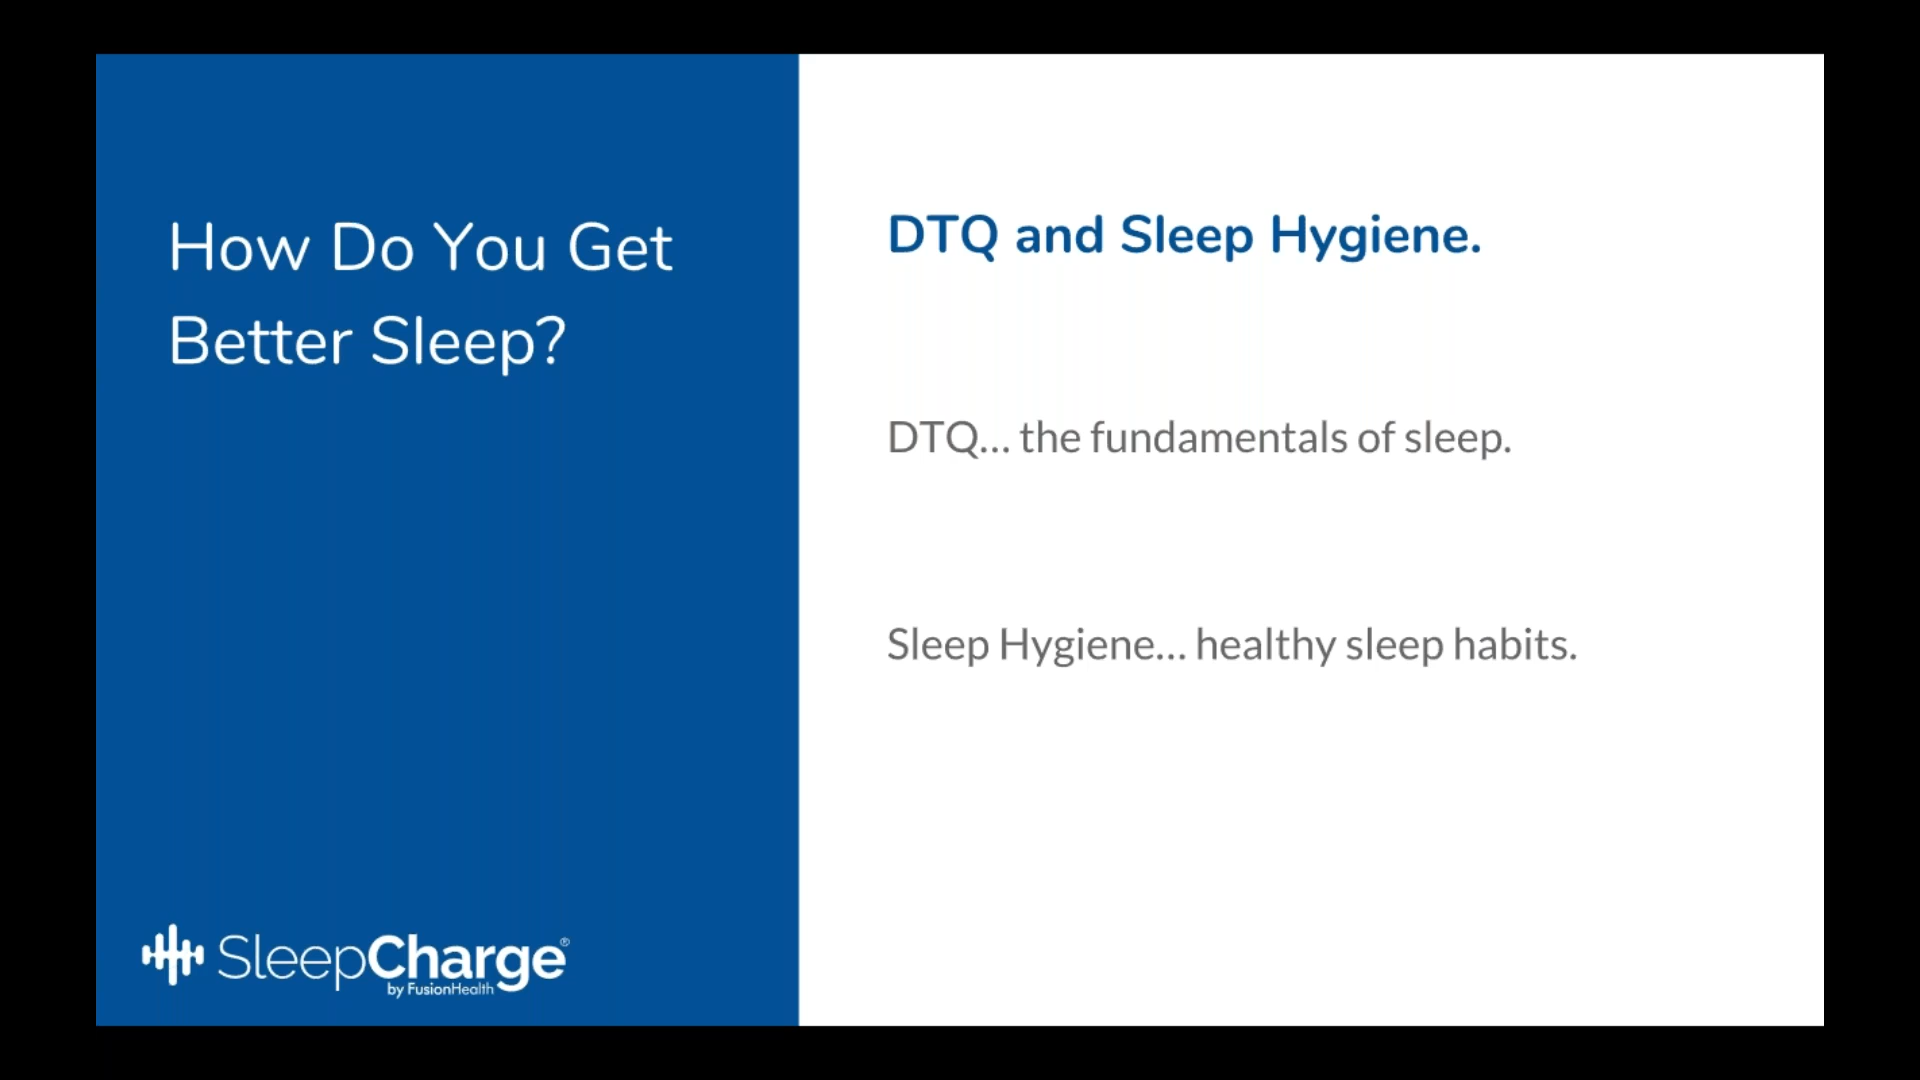 How Do You Get
Better Sleep?
DTQ and Sleep Hygiene.
DTQ... the fundamentals of sleep.
Sleep Hygiene... healthy sleep habits.
SleepCharge®
by FusionHealth